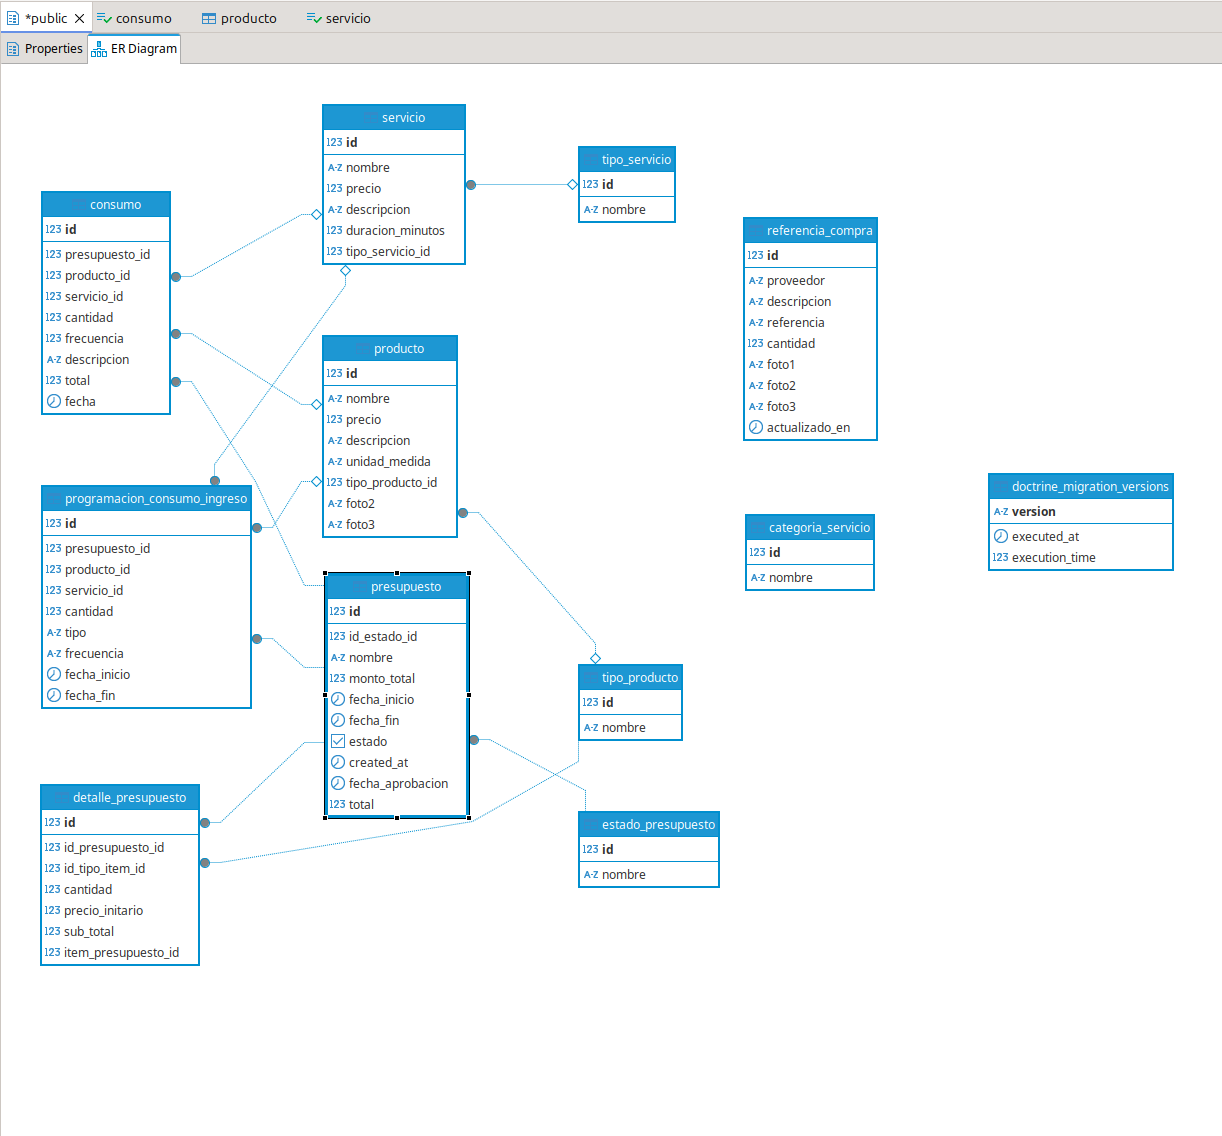 *public
consumo
producto
servicio
Properties
ER Diagram
servicio
123 id
A-Z nombre
123 precio
A-Z descripcion
123 duracion_minutos
123 tipo_servicio_id
tipo_servicio
123 id
A-Z nombre
consumo
123 id
123 presupuesto_id
123 producto_id
123 servicio_id
123 cantidad
123 frecuencia
A-Z descripcion
123 total
fecha
referencia_compra
123 id
A-Z proveedor
A-Z descripcion
A-Z referencia
123 cantidad
A-Z foto1
A-Z foto2
A-Z foto3
actualizado_en
producto
123 id
A-Z nombre
123 precio
A-Z descripcion
A-Z unidad_medida
123 tipo_producto_id
A-Z foto2
A-Z foto3
programacion_consumo_ingreso
123 id
123 presupuesto_id
123 producto_id
123 servicio_id
123 cantidad
A-Z tipo
A-Z frecuencia
fecha_inicio
fecha_fin
doctrine_migration_versions
A-Z version
executed_at
123 execution_time
categoria_servicio
123 id
A-Z nombre
presupuesto
123 id
123 id_estado_id
A-Z nombre
123 monto_total
fecha_inicio
fecha_fin
estado
created_at
fecha_aprobacion
123 total
tipo_producto
123 id
A-Z nombre
detalle_presupuesto
123 id
123 id_presupuesto_id
123 id_tipo_item_id
123 cantidad
123 precio_initario
123 sub_total
123 item_presupuesto_id
estado_presupuesto
123 id
A-Z nombre